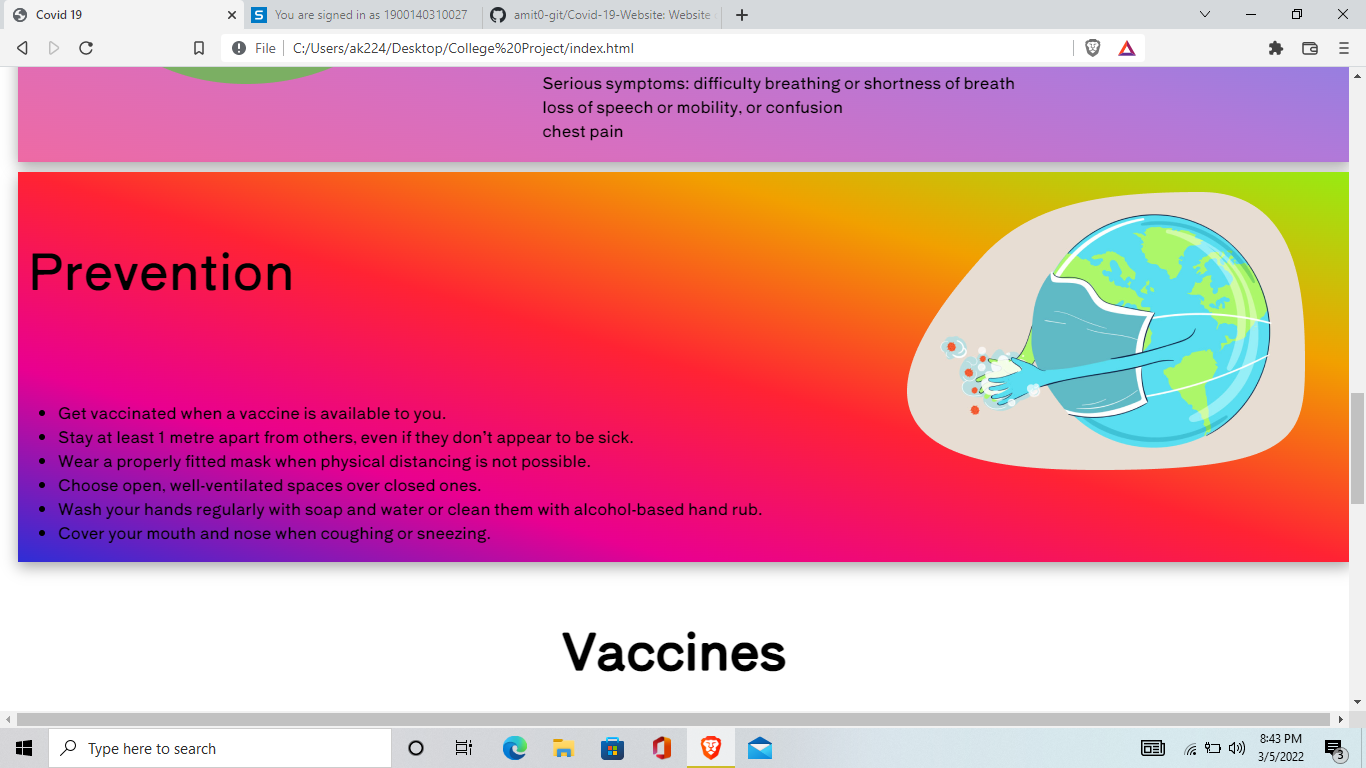 Covid 19
You are signed in as 1900140310027
amit0-git/Covid-19-Website: Website
File
C:/Users/ak224/Desktop/College%20Project/index.html
Serious symptoms: difficulty breathing or shortness of breath
loss of speech or mobility, or confusion
chest pain
Prevention
Get vaccinated when a vaccine is available to you.
Stay at least 1 metre apart from others, even if they don't appear to be sick.
Wear a properly fitted mask when physical distancing is not possible.
Choose open, well-ventilated spaces over closed ones.
Wash your hands regularly with soap and water or clean them with alcohol-based hand rub.
Cover your mouth and nose when coughing or sneezing.
Vaccines
Type here to search
8:43 PM
3/5/2022
3